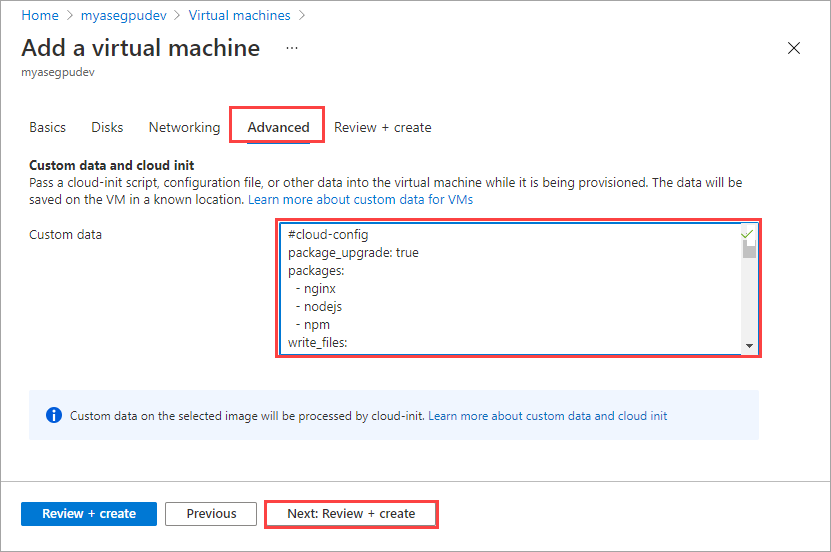 Home > myasegpudev > Virtual machines >
Add a virtual machine ...
myasegpudev
Basics Disks Networking Advanced Review + create
Custom data and cloud init
Pass a cloud-init script, configuration file, or other data into the virtual machine while it is being provisioned. The data will be
saved on the VM in a known location. Learn more about custom data for VMs
Custom data
#cloud-config
package_upgrade: true
packages:
- nginx
- nodejs
- npm
write_files:
Custom data on the selected image will be processed by cloud-init. Learn more about custom data and cloud init
Review + create Previous Next: Review + create